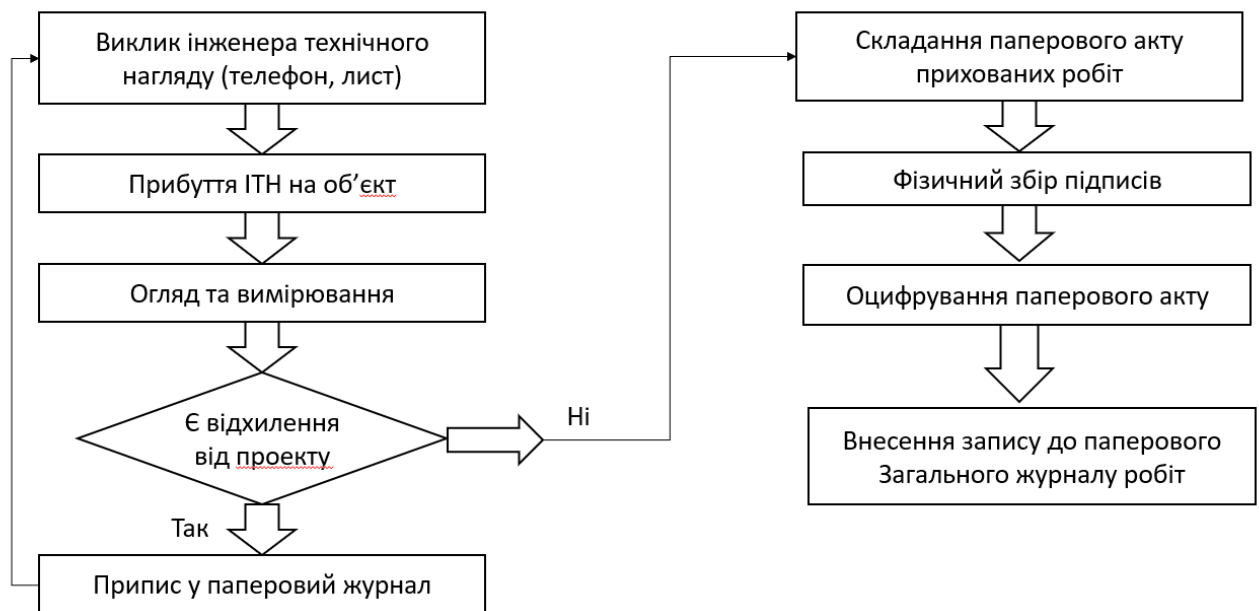 Виклик інженера технічного
нагляду (телефон, лист)
Прибуття ІТН на об’єкт
Огляд та вимірювання
Є відхилення
від проекту
Ні
Так
Припис у паперовий журнал
Складання паперового акту
прихованих робіт
Фізичний збір підписів
Оцифрування паперового акту
Внесення запису до паперового
Загального журналу робіт